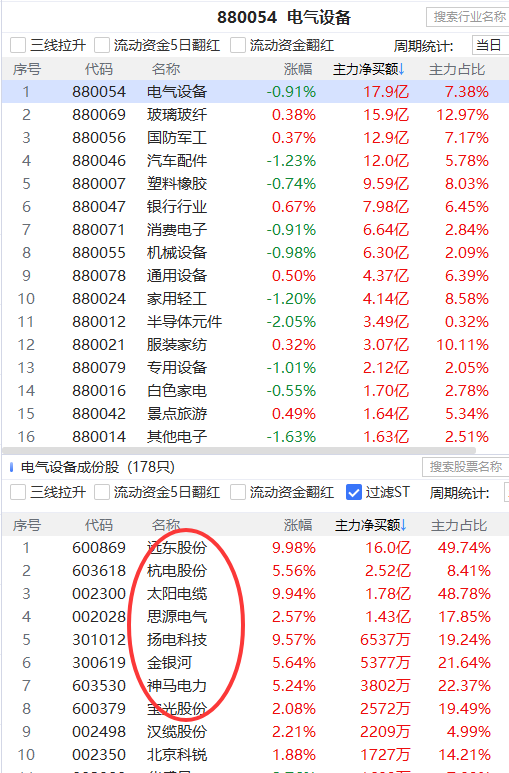 880054 电气设备 搜索行业名称
三线拉升 流动资金5日翻红 流动资金翻红 周期统计: 当日
序号 代码 名称 涨幅 主力净买额↓ 主力占比
1 880054 电气设备 -0.91% 17.9亿 7.38%
2 880069 玻璃玻纤 0.38% 15.9亿 12.97%
3 880056 国防军工 0.37% 12.9亿 7.17%
4 880046 汽车配件 -1.23% 12.0亿 5.78%
5 880007 塑料橡胶 -0.74% 9.59亿 8.03%
6 880047 银行行业 0.67% 7.98亿 6.45%
7 880071 消费电子 -0.91% 6.64亿 2.84%
8 880055 机械设备 -0.98% 6.30亿 2.09%
9 880078 通用设备 0.50% 4.37亿 6.39%
10 880024 家用轻工 -1.20% 4.14亿 8.58%
11 880012 半导体元件 -2.05% 3.49亿 0.32%
12 880021 服装家纺 0.32% 3.07亿 10.11%
13 880079 专用设备 -1.01% 2.12亿 2.05%
14 880016 白色家电 -0.55% 1.70亿 2.78%
15 880042 景点旅游 0.49% 1.64亿 5.34%
16 880014 其他电子 -1.63% 1.63亿 2.51%
电气设备成份股 (178只) 搜索股票名称
三线拉升 流动资金5日翻红 流动资金翻红 过滤ST 周期统计:
序号 代码 名称 涨幅 主力净买额↓ 主力占比
1 600869 远东股份 9.98% 16.0亿 49.74%
2 603618 杭电股份 5.56% 2.52亿 8.41%
3 002300 太阳电缆 9.94% 1.78亿 48.78%
4 002028 思源电气 2.57% 1.43亿 17.85%
5 301012 扬电科技 9.57% 6537万 19.24%
6 300619 金银河 5.64% 5377万 21.64%
7 603530 神马电力 5.24% 3802万 22.37%
8 600379 宝光股份 2.08% 2572万 19.49%
9 002498 汉缆股份 2.21% 2209万 4.99%
10 002350 北京科锐 1.88% 1727万 14.21%